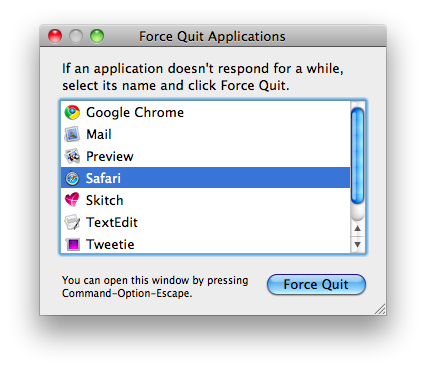 Force Quit Applications
If an application doesn't respond for a while,
select its name and click Force Quit.
Google Chrome
Mail
Preview
Safari
Skitch
TextEdit
Tweetie
You can open this window by pressing
Command-Option-Escape.
Force Quit